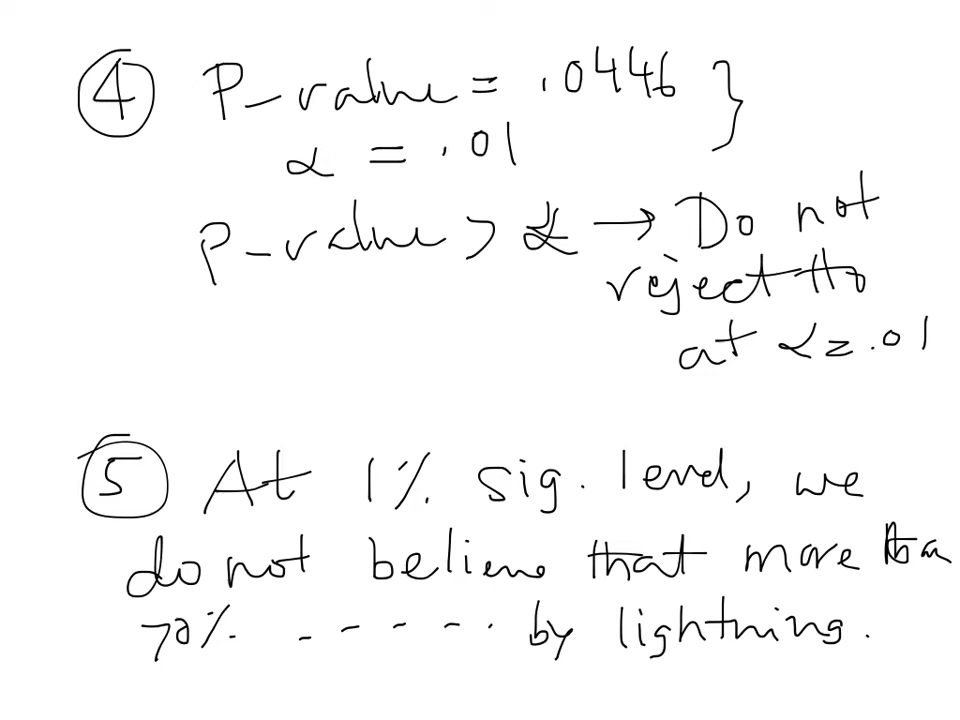 ④ P-value = .0446 }
α = .01
P-value > α → Do not
reject H0
at α = .01
⑤ At 1% sig. level, we
do not believe that more than
70% - - - - - . by lightning.